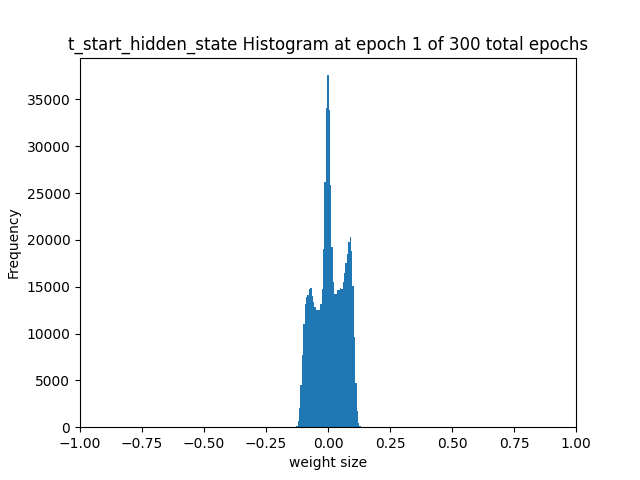 t_start_hidden_state Histogram at epoch 1 of 300 total epochs
35000
30000
25000
20000
15000
10000
5000
0
Frequency
−1.00 −0.75 −0.50 −0.25 0.00 0.25 0.50 0.75 1.00
weight size